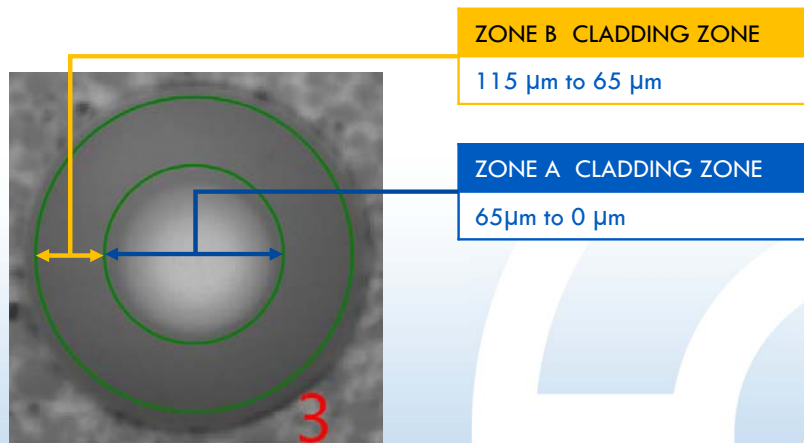 ZONE B CLADDING ZONE
115 µm to 65 µm
ZONE A CLADDING ZONE
65µm to 0 µm
3